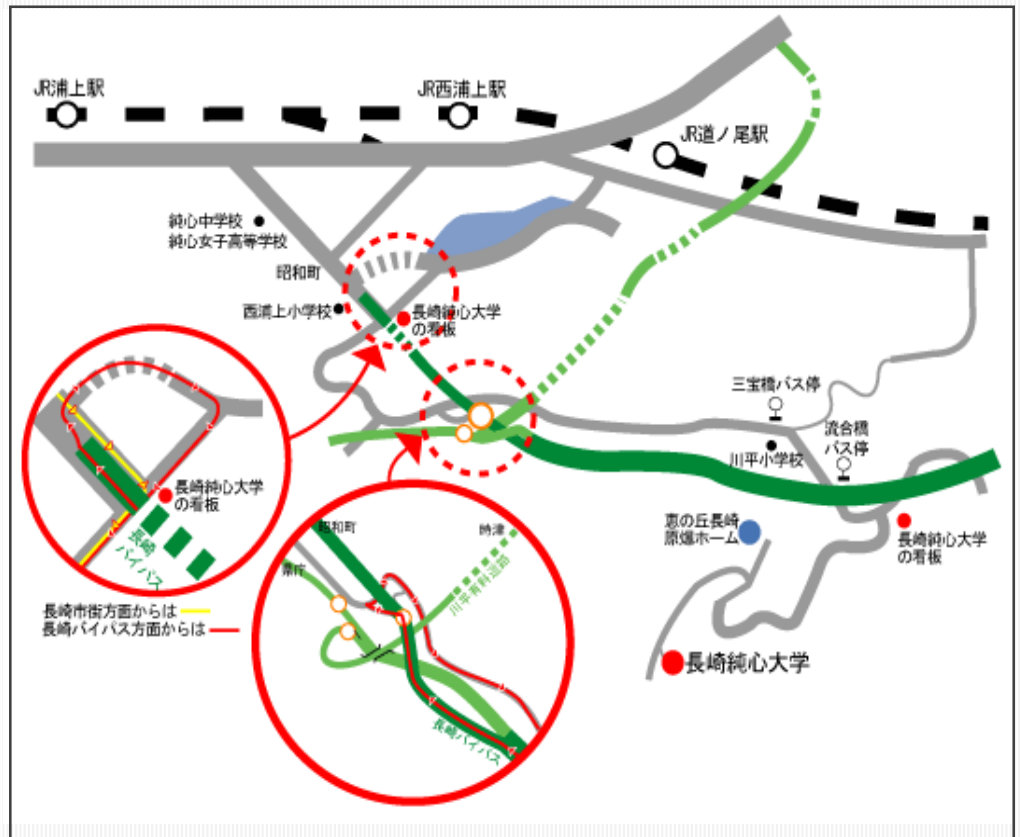 JR浦上駅
JR西浦上駅
JR道ノ尾駅
純心中学校
純心女子高等学校
昭和町
西浦上小学校
長崎純心大学
の看板
三宝橋バス停
流合橋
バス停
川平小学校
長崎純心大学
の看板
長崎
バイパス
恵の丘長崎
原爆ホーム
長崎純心大学
の看板
昭和町
時津
県庁
川平有料道路
長崎バイパス
長崎市街方面からは
長崎バイパス方面からは
長崎純心大学